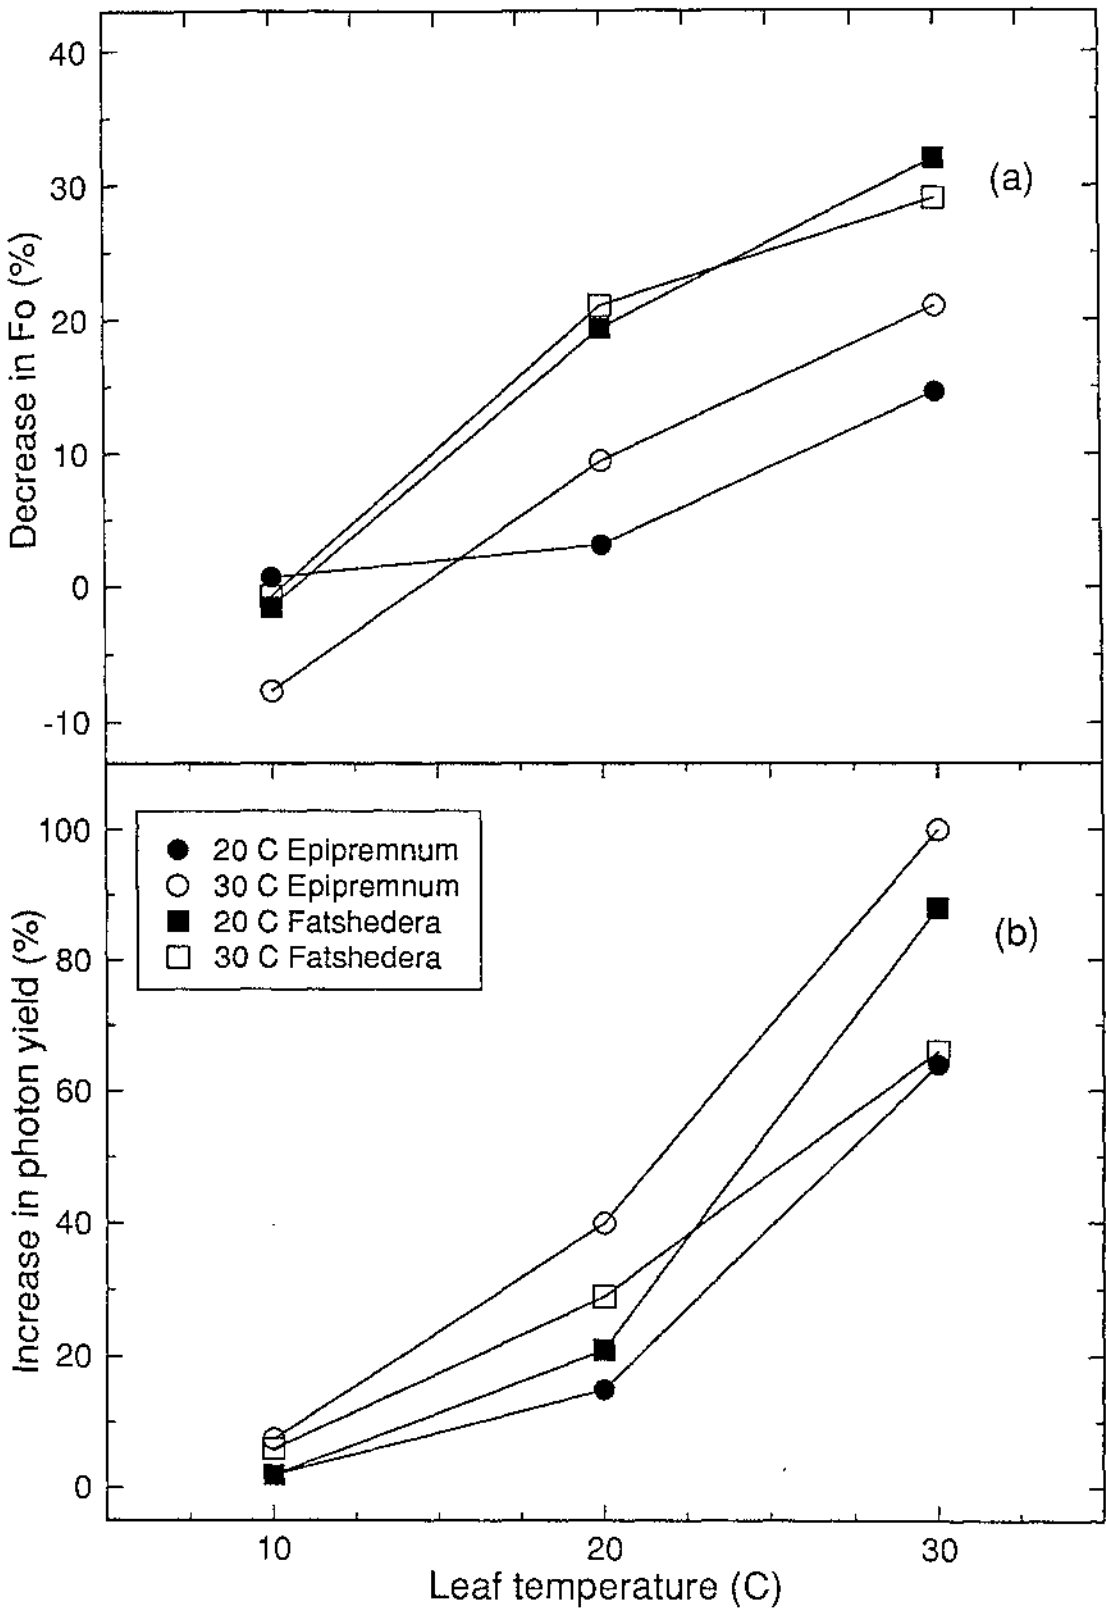 40
30
20
10
0
-10
Decrease in Fo (%)
(a)
100
80
60
40
20
0
Increase in photon yield (%)
20 C Epipremnum
30 C Epipremnum
20 C Fatshedera
30 C Fatshedera
(b)
10 20 30
Leaf temperature (C)